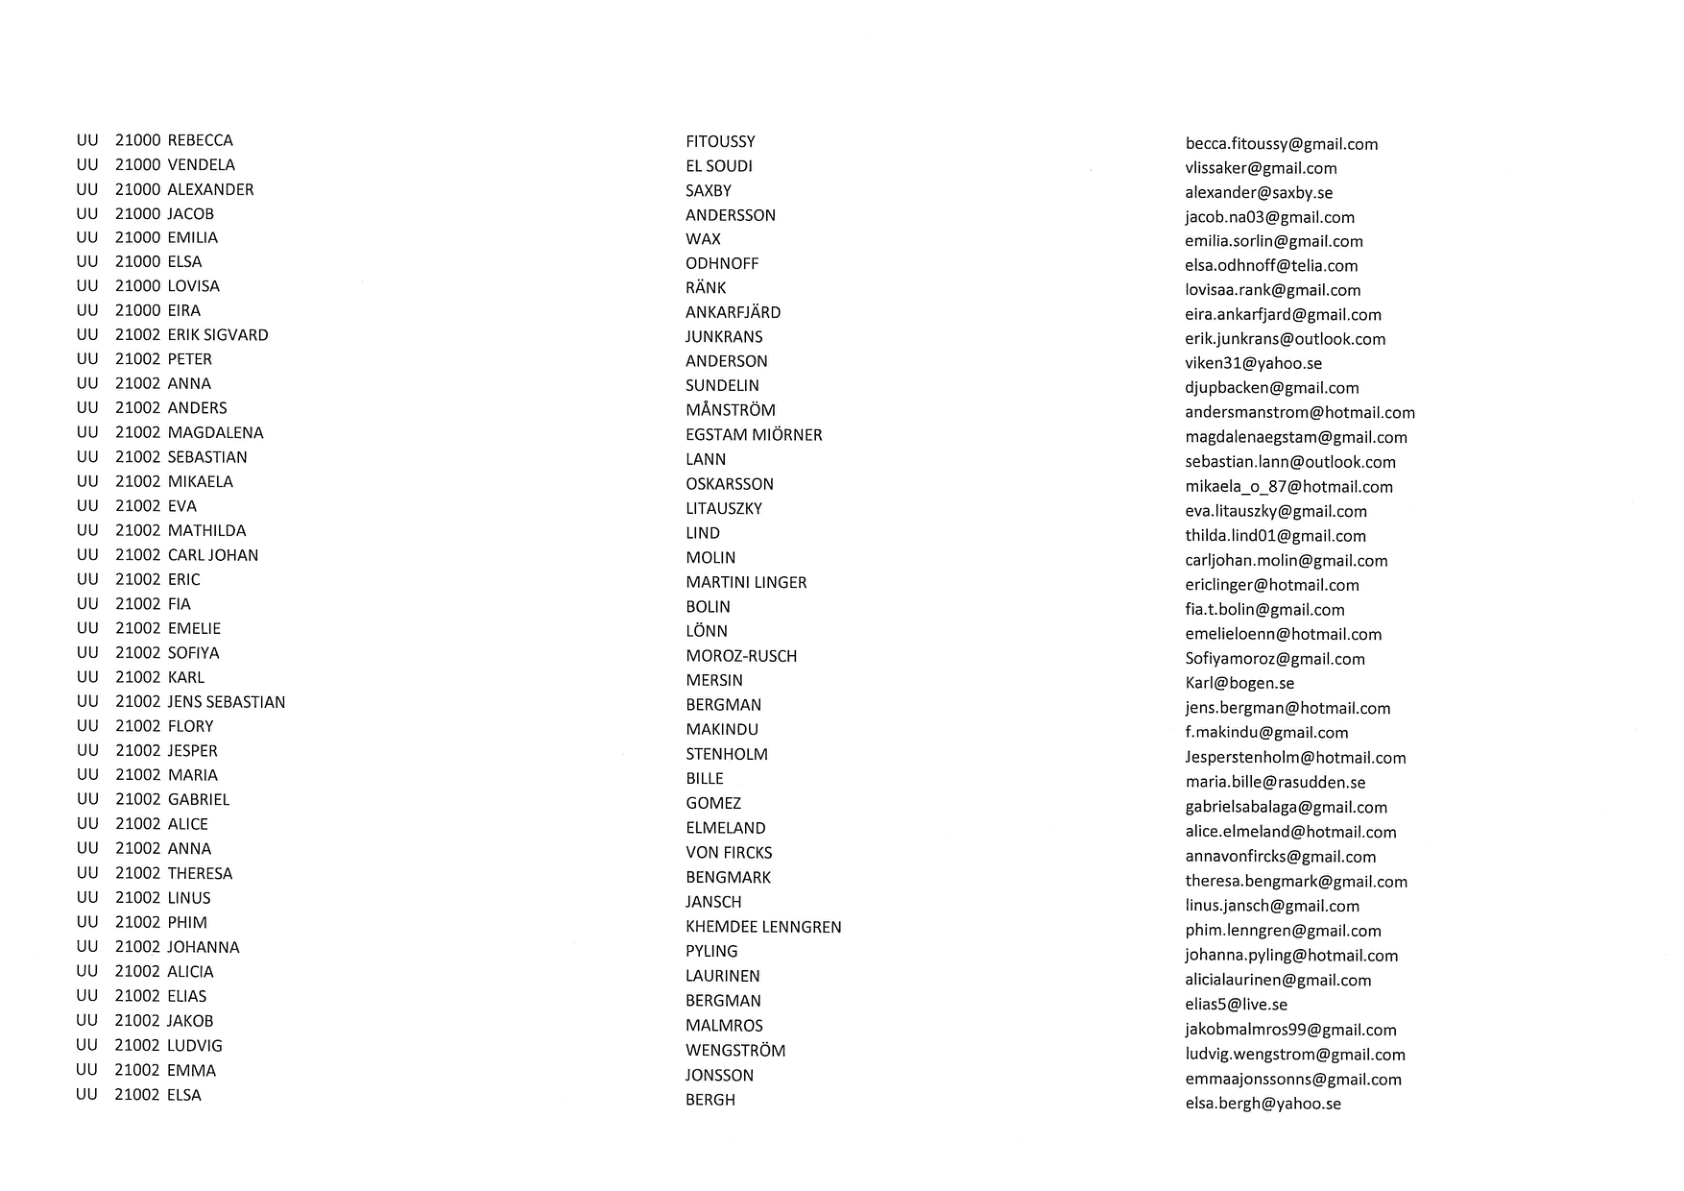 UU 21000 REBECCA FITOUSSY becca.fitoussy@gmail.com
UU 21000 VENDELA EL SOUDI vlissaker@gmail.com
UU 21000 ALEXANDER SAXBY alexander@saxby.se
UU 21000 JACOB ANDERSSON jacob.na03@gmail.com
UU 21000 EMILIA WAX emilia.sorlin@gmail.com
UU 21000 ELSA ODHNOFF elsa.odhnoff@telia.com
UU 21000 LOVISA RÄNK lovisaa.rank@gmail.com
UU 21000 EIRA ANKARFJÄRD eira.ankarfjard@gmail.com
UU 21002 ERIK SIGVARD JUNKRANS erik.junkrans@outlook.com
UU 21002 PETER ANDERSON viken31@yahoo.se
UU 21002 ANNA SUNDELIN djupbacken@gmail.com
UU 21002 ANDERS MÅNSTRÖM andersmanstrom@hotmail.com
UU 21002 MAGDALENA EGSTAM MIÖRNER magdalenaegstam@gmail.com
UU 21002 SEBASTIAN LANN sebastian.lann@outlook.com
UU 21002 MIKAELA OSKARSSON mikaela_o_87@hotmail.com
UU 21002 EVA LITAUSZKY eva.litauszky@gmail.com
UU 21002 MATHILDA LIND thilda.lind01@gmail.com
UU 21002 CARL JOHAN MOLIN carljohan.molin@gmail.com
UU 21002 ERIC MARTINI LINGER ericlinger@hotmail.com
UU 21002 FIA BOLIN fia.t.bolin@gmail.com
UU 21002 EMELIE LÖNN emelieloenn@hotmail.com
UU 21002 SOFIYA MOROZ-RUSCH Sofiyamoroz@gmail.com
UU 21002 KARL MERSIN Karl@bogen.se
UU 21002 JENS SEBASTIAN BERGMAN jens.bergman@hotmail.com
UU 21002 FLORY MAKINDU f.makindu@gmail.com
UU 21002 JESPER STENHOLM Jesperstenholm@hotmail.com
UU 21002 MARIA BILLE maria.bille@rasudden.se
UU 21002 GABRIEL GOMEZ gabrielsabalaga@gmail.com
UU 21002 ALICE ELMELAND alice.elmeland@hotmail.com
UU 21002 ANNA VON FIRCKS annavonfircks@gmail.com
UU 21002 THERESA BENGMARK theresa.bengmark@gmail.com
UU 21002 LINUS JANSCH linus.jansch@gmail.com
UU 21002 PHIM KHEMDEE LENNGREN phim.lenngren@gmail.com
UU 21002 JOHANNA PYLING johanna.pyling@hotmail.com
UU 21002 ALICIA LAURINEN alicialaurinen@gmail.com
UU 21002 ELIAS BERGMAN elias5@live.se
UU 21002 JAKOB MALMROS jakobmalmros99@gmail.com
UU 21002 LUDVIG WENGSTRÖM ludvig.wengstrom@gmail.com
UU 21002 EMMA JONSSON emmaajonssonns@gmail.com
UU 21002 ELSA BERGH elsa.bergh@yahoo.se